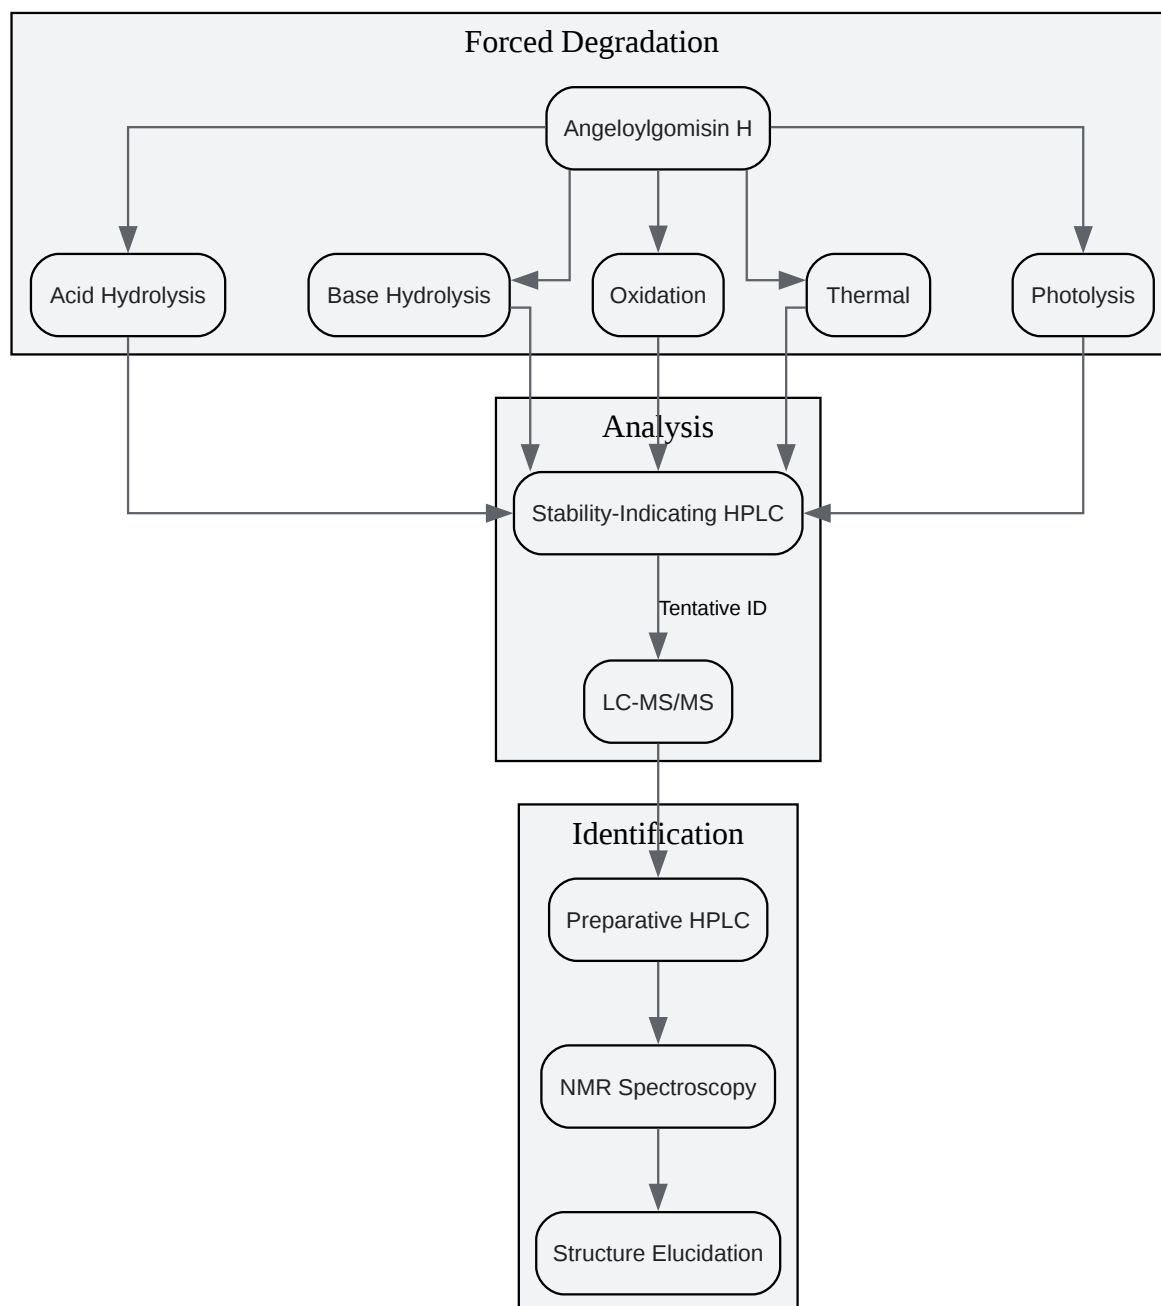 Forced Degradation
Angeloylgomisin H
Acid Hydrolysis
Base Hydrolysis
Oxidation
Thermal
Photolysis
Analysis
Stability-Indicating HPLC
Tentative ID
LC-MS/MS
Identification
Preparative HPLC
NMR Spectroscopy
Structure Elucidation